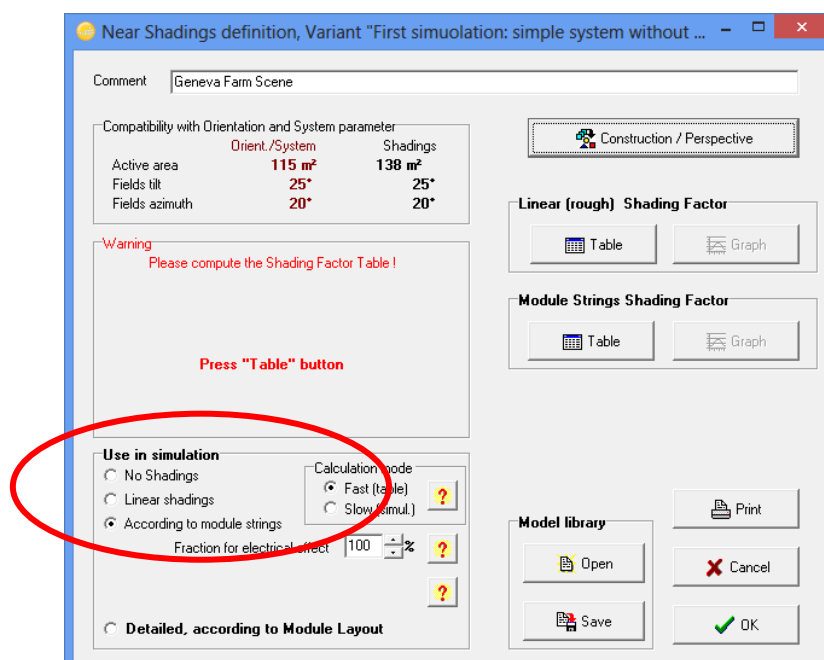 Near Shadings definition, Variant "First simuolation: simple system without ...
Comment Geneva Farm Scene
Compatibility with Orientation and System parameter
Orient./System Shadings
Active area 115 m² 138 m²
Fields tilt 25° 25°
Fields azimuth 20° 20°
Construction / Perspective
Linear (rough) Shading Factor
Table Graph
Warning
Please compute the Shading Factor Table !
Press "Table" button
Module Strings Shading Factor
Table Graph
Use in simulation
No Shadings
Linear shadings
According to module strings
Calculation mode
Fast (table)
Slow (simul.)
?
Fraction for electrical effect 100 % ?
?
Detailed, according to Module Layout
Model library
Open
Save
Print
Cancel
OK